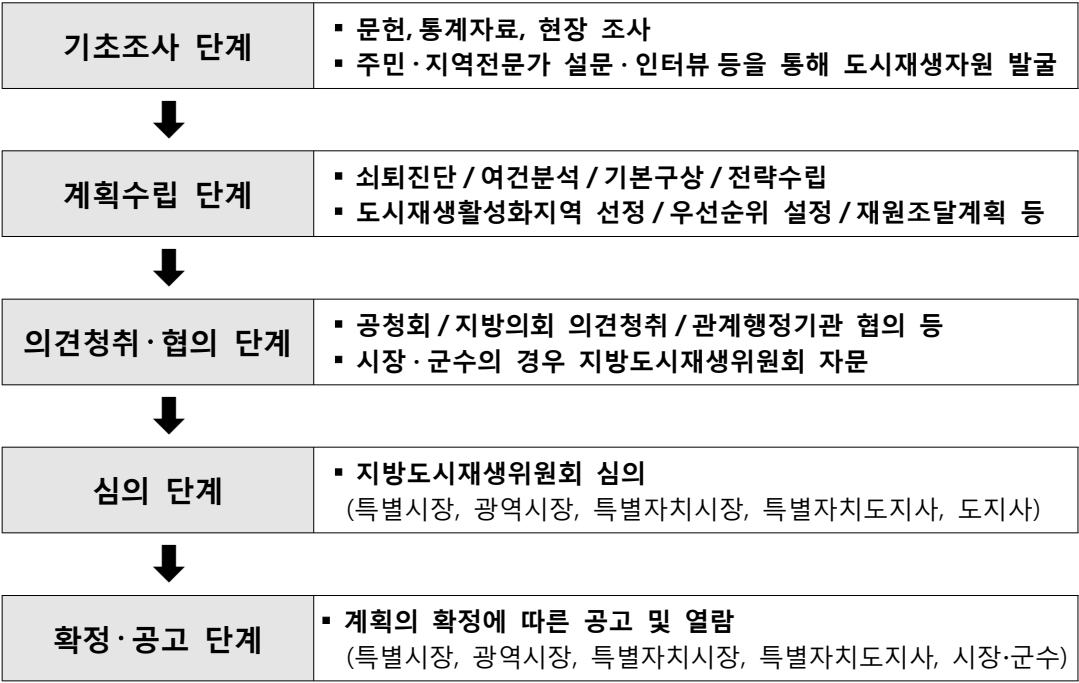 기초조사 단계
▪ 문헌, 통계자료, 현장 조사
▪ 주민·지역전문가 설문·인터뷰 등을 통해 도시재생자원 발굴
계획수립 단계
▪ 쇠퇴진단 / 여건분석 / 기본구상 / 전략수립
▪ 도시재생활성화지역 선정 / 우선순위 설정 / 재원조달계획 등
의견청취·협의 단계
▪ 공청회 / 지방의회 의견청취 / 관계행정기관 협의 등
▪ 시장·군수의 경우 지방도시재생위원회 자문
심의 단계
▪ 지방도시재생위원회 심의
(특별시장, 광역시장, 특별자치시장, 특별자치도지사, 도지사)
확정·공고 단계
▪ 계획의 확정에 따른 공고 및 열람
(특별시장, 광역시장, 특별자치시장, 특별자치도지사, 시장·군수)